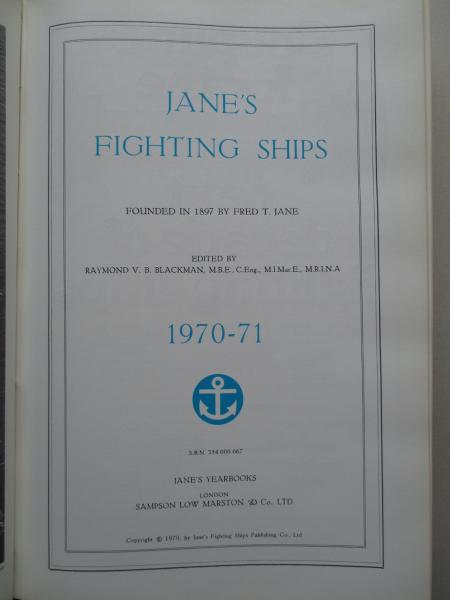 JANE'S
FIGHTING SHIPS
FOUNDED IN 1897 BY FRED T. JANE
EDITED BY
RAYMOND V. B. BLACKMAN, M.B.E., C.Eng., M.I.Mar.E., M.R.I.N.A
1970-71
S.B.N. 354 000 667
JANE'S YEARBOOKS
LONDON
SAMPSON LOW MARSTON & Co., LTD.
Copyright © 1970, by Jane's Fighting Ships Publishing Co., Ltd.